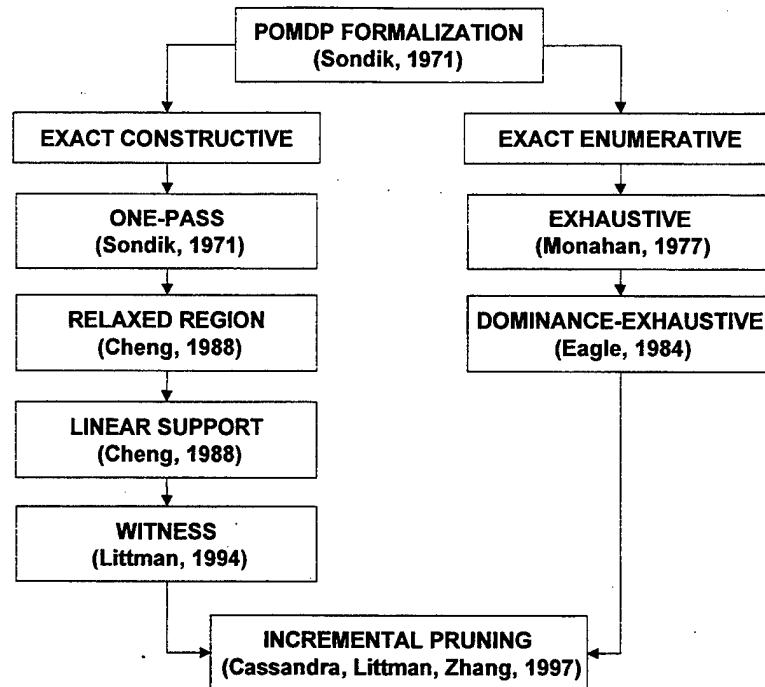 POMDP FORMALIZATION
(Sondik, 1971)
EXACT CONSTRUCTIVE
EXACT ENUMERATIVE
ONE-PASS
(Sondik, 1971)
EXHAUSTIVE
(Monahan, 1977)
RELAXED REGION
(Cheng, 1988)
DOMINANCE-EXHAUSTIVE
(Eagle, 1984)
LINEAR SUPPORT
(Cheng, 1988)
WITNESS
(Littman, 1994)
INCREMENTAL PRUNING
(Cassandra, Littman, Zhang, 1997)